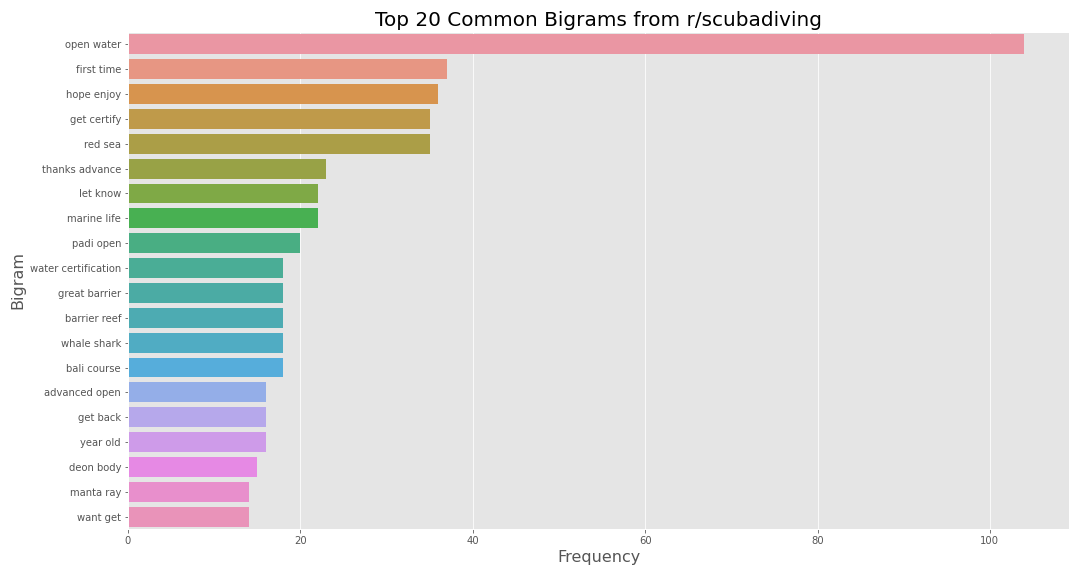 Top 20 Common Bigrams from r/scubadiving
Bigram
open water
first time
hope enjoy
get certify
red sea
thanks advance
let know
marine life
padi open
water certification
great barrier
barrier reef
whale shark
bali course
advanced open
get back
year old
deon body
manta ray
want get
0 20 40 60 80 100
Frequency